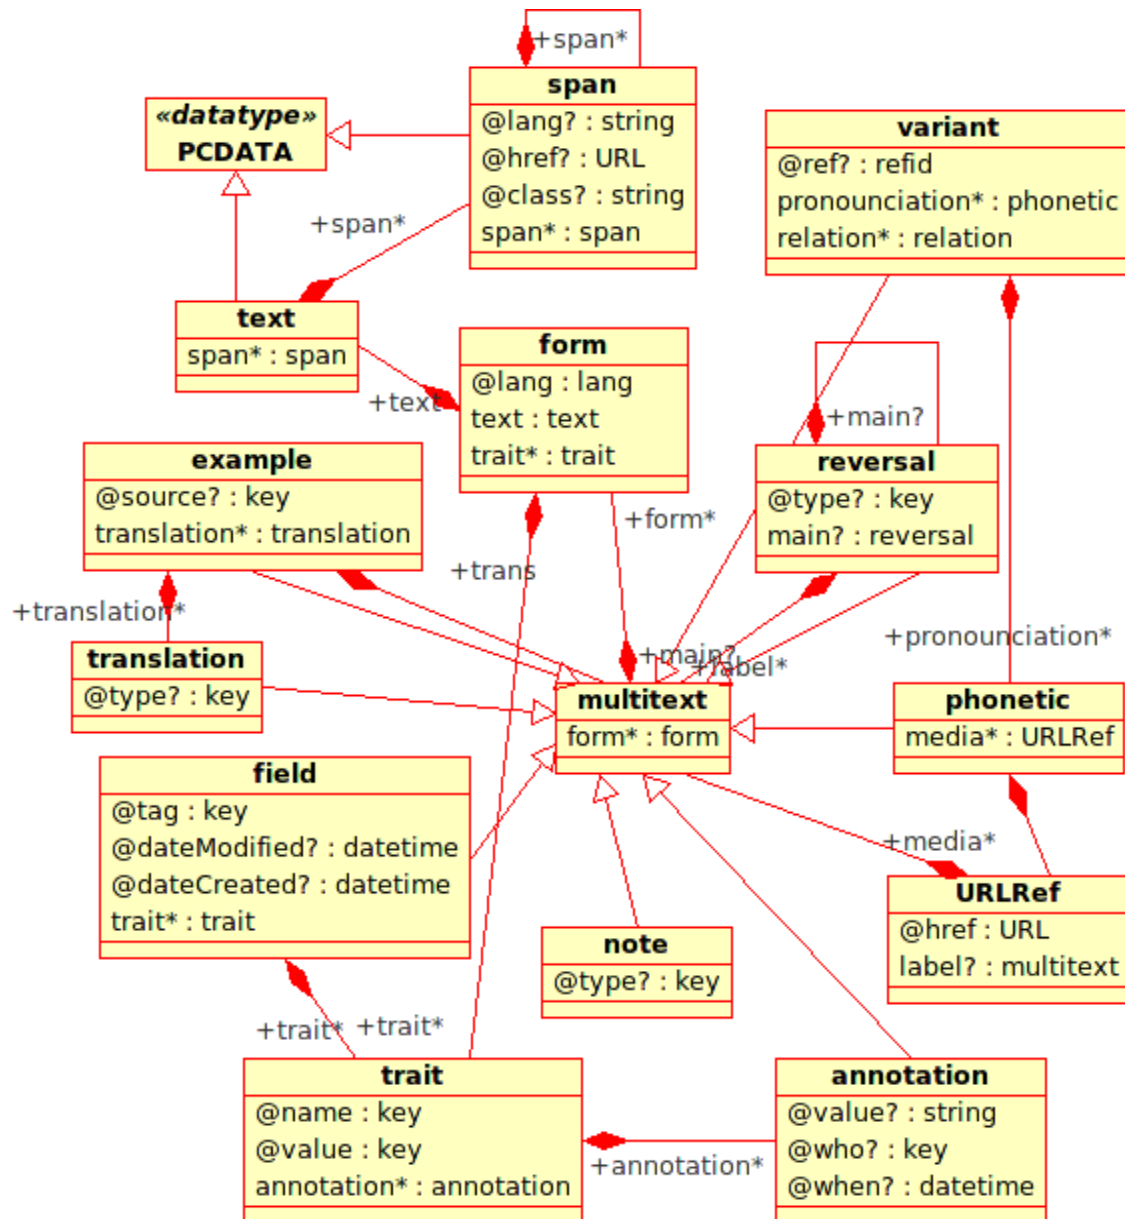 +span*
span
@lang? : string
@href? : URL
@class? : string
span* : span
«datatype»
PCDATA
variant
@ref? : refid
pronounciation* : phonetic
relation* : relation
+span*
text
span* : span
form
@lang : lang
text : text
trait* : trait
+text
+main?
reversal
@type? : key
main? : reversal
example
@source? : key
translation* : translation
+form*
+trans
+translation*
translation
@type? : key
+main?
+label*
+pronounciation*
multitext
form* : form
phonetic
media* : URLRef
field
@tag : key
@dateModified? : datetime
@dateCreated? : datetime
trait* : trait
+media*
URLRef
@href : URL
label? : multitext
note
@type? : key
+trait*
+trait*
trait
@name : key
@value : key
annotation* : annotation
+annotation*
annotation
@value? : string
@who? : key
@when? : datetime